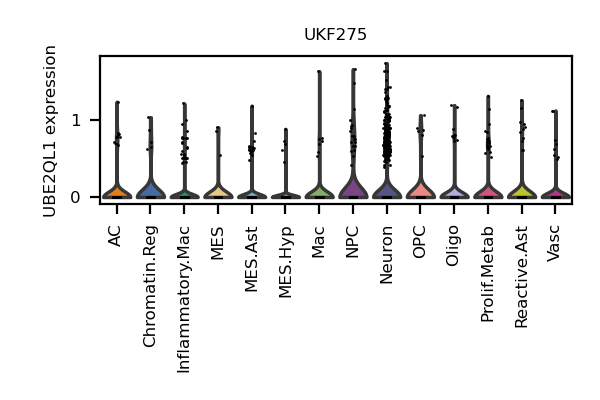 UKF275
UBE2QL1 expression
1
0
AC
Chromatin.Reg
Inflammatory.Mac
MES
MES.Ast
MES.Hyp
Mac
NPC
Neuron
OPC
Oligo
Prolif.Metab
Reactive.Ast
Vasc